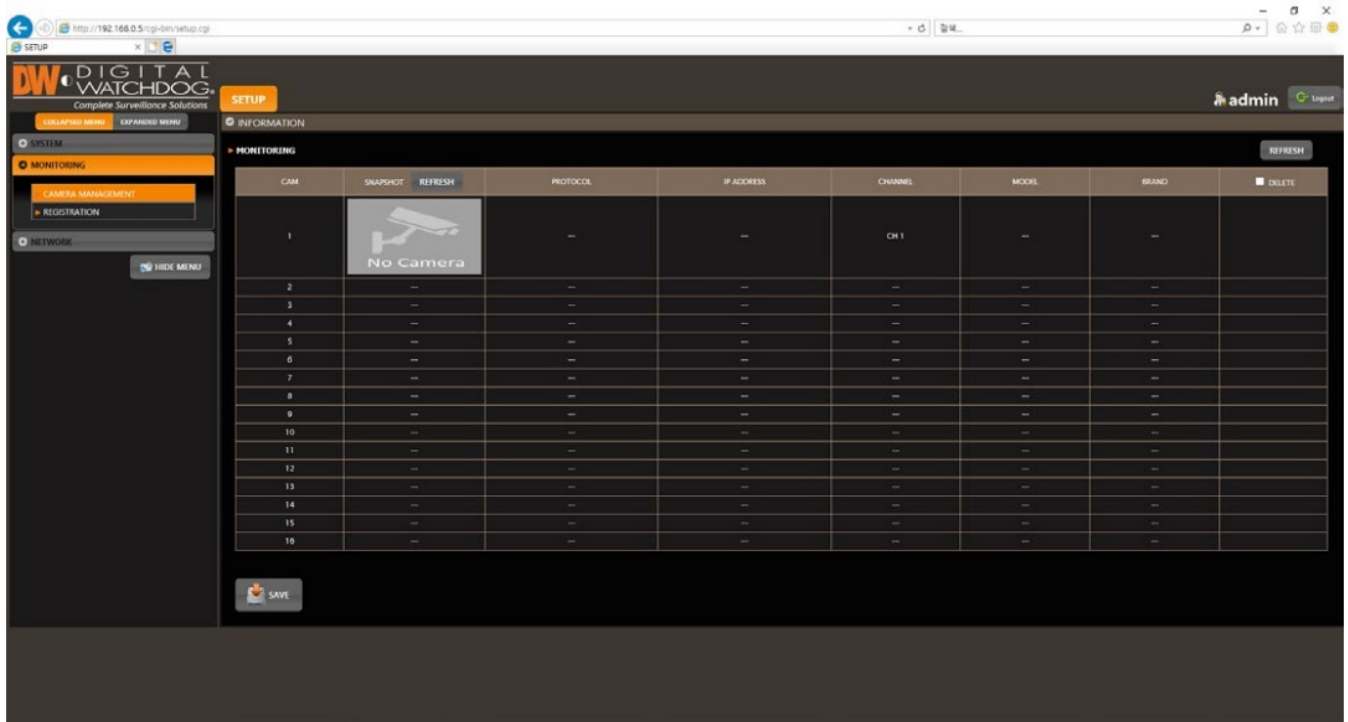 http://192.168.0.5/cgi-bin/setup.cgi
검색...
SETUP
DW DIGITAL WATCHDOG.
Complete Surveillance Solutions
SETUP
admin
Logout
COLLAPSED MENU EXPANDED MENU
INFORMATION
SYSTEM
MONITORING
REFRESH
MONITORING
CAMERA MANAGEMENT
REGISTRATION
NETWORK
HIDE MENU
CAM SNAPSHOT REFRESH PROTOCOL IP ADDRESS CHANNEL MODEL BRAND DELETE
1 No Camera --- --- CH 1 --- ---
2 --- --- --- --- --- ---
3 --- --- --- --- --- ---
4 --- --- --- --- --- ---
5 --- --- --- --- --- ---
6 --- --- --- --- --- ---
7 --- --- --- --- --- ---
8 --- --- --- --- --- ---
9 --- --- --- --- --- ---
10 --- --- --- --- --- ---
11 --- --- --- --- --- ---
12 --- --- --- --- --- ---
13 --- --- --- --- --- ---
14 --- --- --- --- --- ---
15 --- --- --- --- --- ---
16 --- --- --- --- --- ---
SAVE